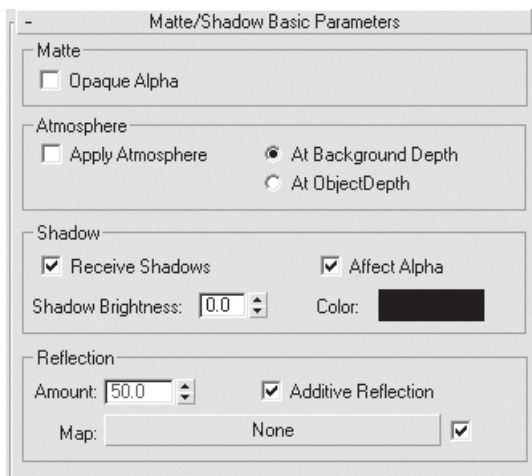 - Matte/Shadow Basic Parameters
Matte
Opaque Alpha
Atmosphere
Apply Atmosphere At Background Depth
At ObjectDepth
Shadow
Receive Shadows Affect Alpha
Shadow Brightness: 0.0 Color:
Reflection
Amount: 50.0 Additive Reflection
Map: None